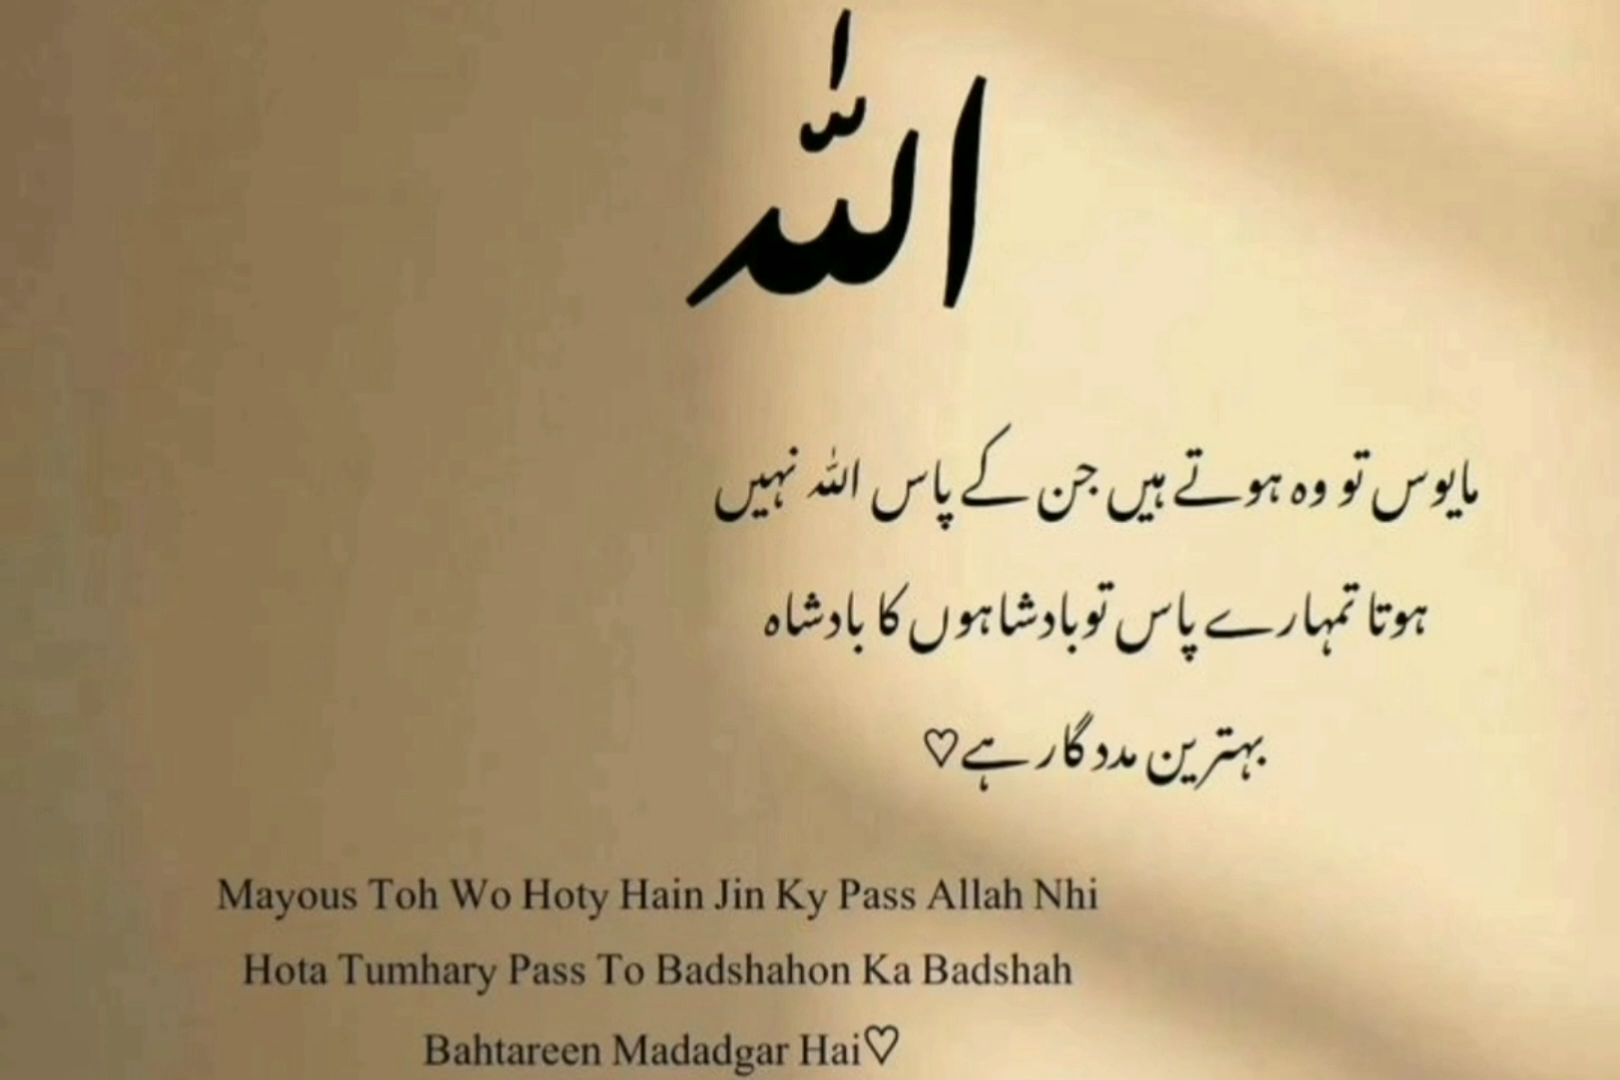 اللہ
مایوس تو وہ ہوتے ہیں جن کے پاس اللہ نہیں
ہوتا تمہارے پاس تو بادشاہوں کا بادشاہ
بہترین مددگار ہے♡
Mayous Toh Wo Hoty Hain Jin Ky Pass Allah Nhi
Hota Tumhary Pass To Badshahon Ka Badshah
Bahtareen Madadgar Hai♡